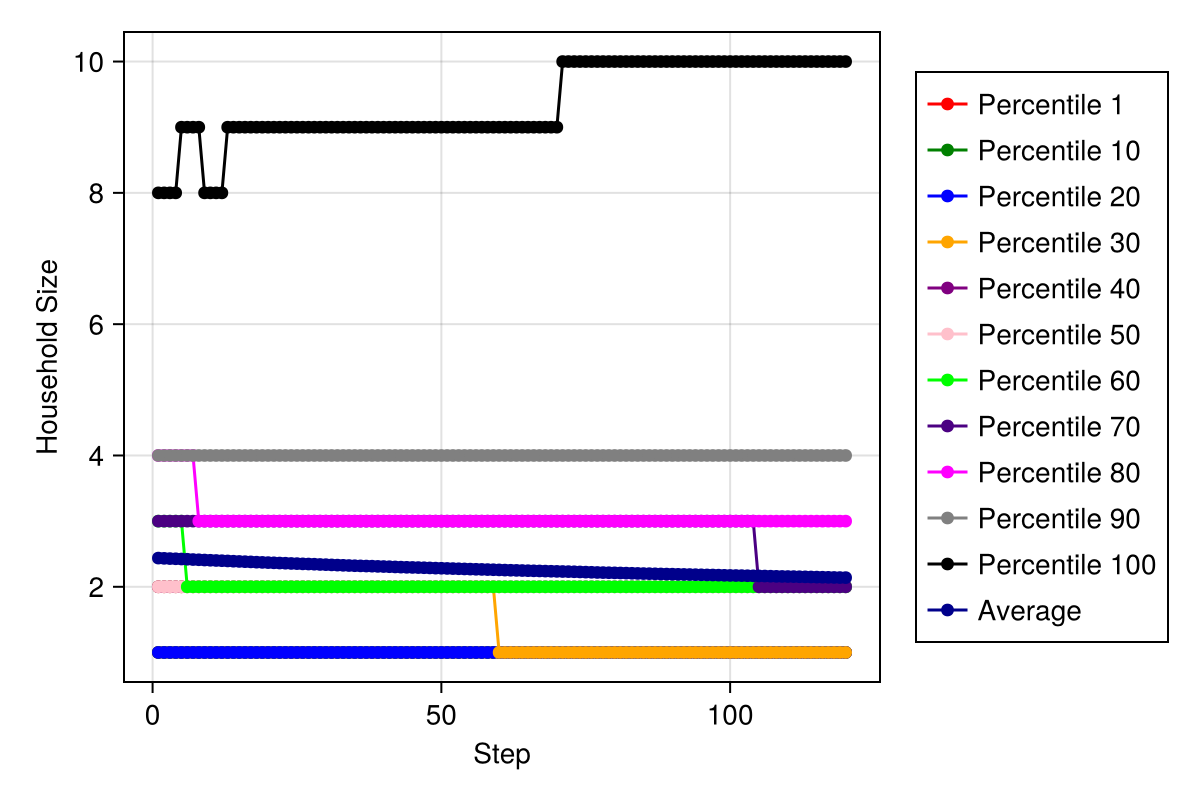 10
8
6
4
2
Household Size
0 50 100
Step
Percentile 1
Percentile 10
Percentile 20
Percentile 30
Percentile 40
Percentile 50
Percentile 60
Percentile 70
Percentile 80
Percentile 90
Percentile 100
Average